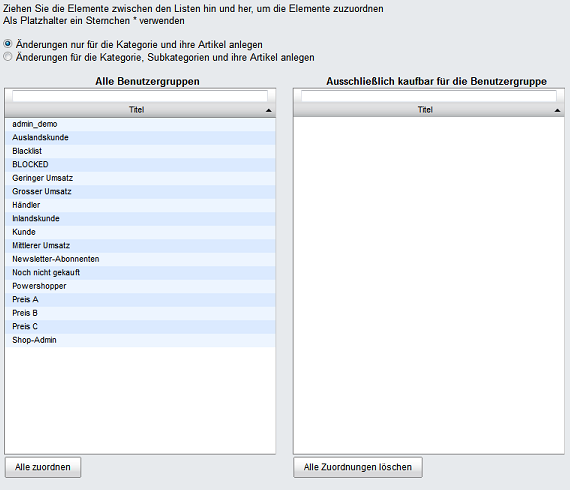 Ziehen Sie die Elemente zwischen den Listen hin und her, um die Elemente zuzuordnen
Als Platzhalter ein Sternchen * verwenden
Änderungen nur für die Kategorie und ihre Artikel anlegen
Änderungen für die Kategorie, Subkategorien und ihre Artikel anlegen
Alle Benutzergruppen
Titel
admin_demo
Auslandskunde
Blacklist
BLOCKED
Geringer Umsatz
Grosser Umsatz
Händler
Inlandskunde
Kunde
Mittlerer Umsatz
Newsletter-Abonnenten
Noch nicht gekauft
Powershopper
Preis A
Preis B
Preis C
Shop-Admin
Alle zuordnen
Ausschließlich kaufbar für die Benutzergruppe
Titel
Alle Zuordnungen löschen